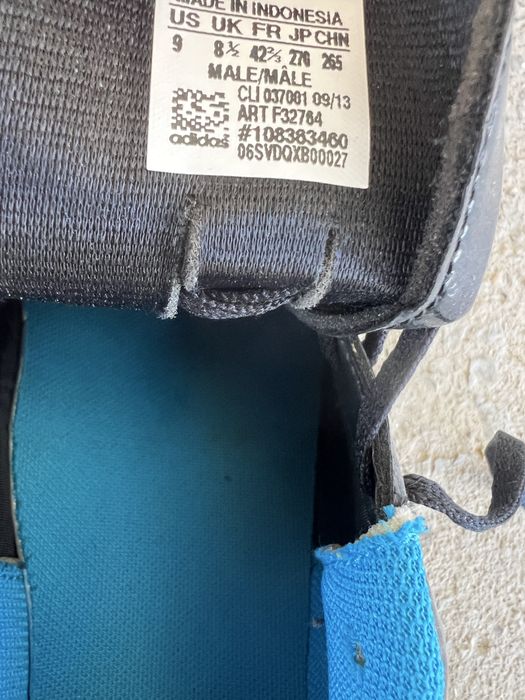 MADE IN INDONESIA
US UK FR JP CHN
9 8½ 42⅔ 270 265
MALE/MÂLE
CLI 037001 09/13
ART F32764
adidas #108383460
06SVDQXB00027